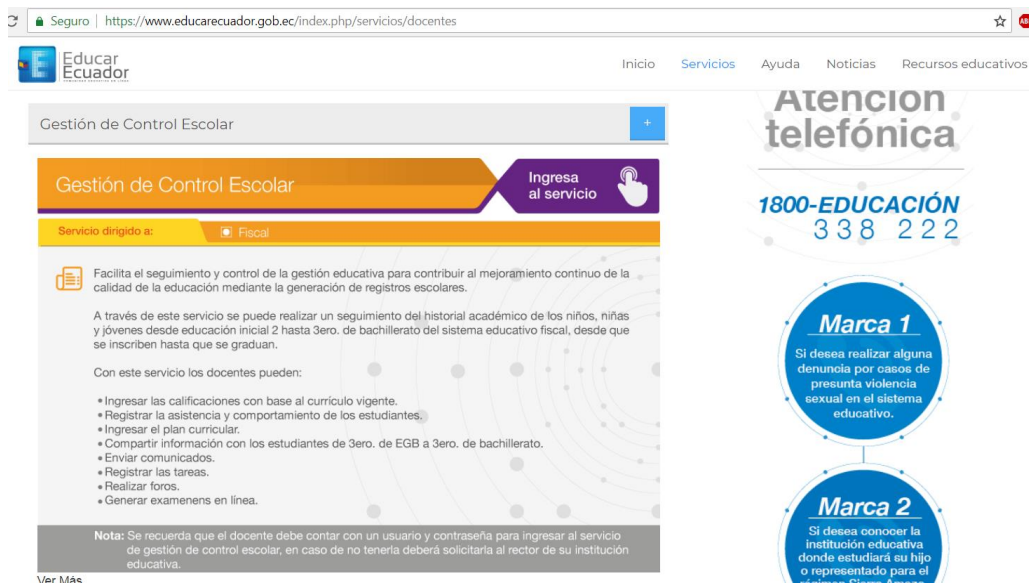 Seguro | https://www.educarecuador.gob.ec/index.php/servicios/docentes
Educar
Ecuador
Inicio Servicios Ayuda Noticias Recursos educativos
Gestión de Control Escolar
+
Gestión de Control Escolar
Ingresa
al servicio
Servicio dirigido a:
Fiscal
Facilita el seguimiento y control de la gestión educativa para contribuir al mejoramiento continuo de la
calidad de la educación mediante la generación de registros escolares.
A través de este servicio se puede realizar un seguimiento del historial académico de los niños, niñas
y jóvenes desde educación inicial 2 hasta 3ero. de bachillerato del sistema educativo fiscal, desde que
se inscriben hasta que se graduan.
Con este servicio los docentes pueden:
• Ingresar las calificaciones con base al currículo vigente.
• Registrar la asistencia y comportamiento de los estudiantes.
• Ingresar el plan curricular.
• Compartir información con los estudiantes de 3ero. de EGB a 3ero. de bachillerato.
• Enviar comunicados.
• Registrar las tareas.
• Realizar foros.
• Generar examenens en línea.
Nota: Se recuerda que el docente debe contar con un usuario y contraseña para ingresar al servicio
de gestión de control escolar, en caso de no tenerla deberá solicitarla al rector de su institución
educativa.
Ver Más
Atención
telefónica
1800-EDUCACIÓN
338 222
Marca 1
Si desea realizar alguna
denuncia por casos de
presunta violencia
sexual en el sistema
educativo.
Marca 2
Si desea conocer la
institución educativa
donde estudiará su hijo
o representado para el
régimen Sierra